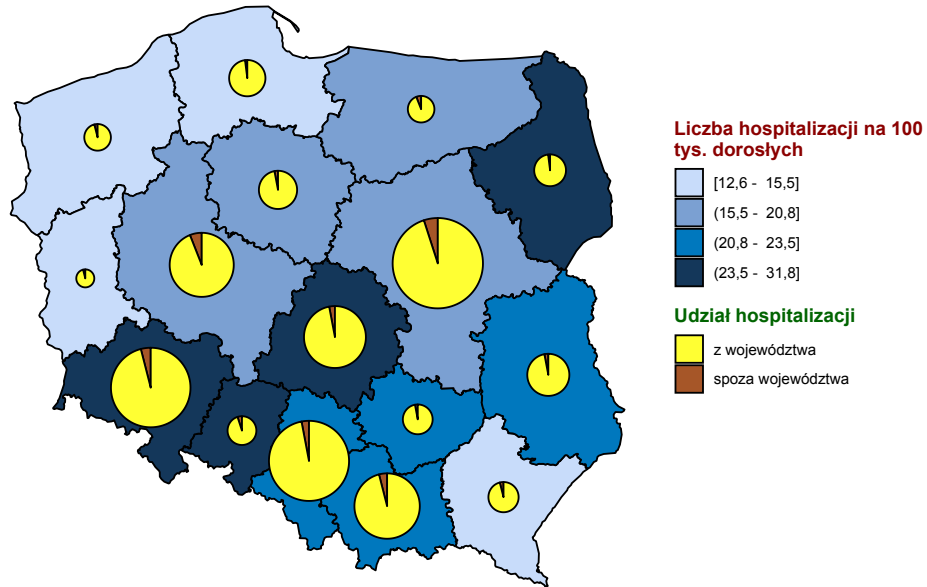 Liczba hospitalizacji na 100
tys. dorosłych
[12,6 - 15,5]
(15,5 - 20,8]
(20,8 - 23,5]
(23,5 - 31,8]
Udział hospitalizacji
z województwa
spoza województwa